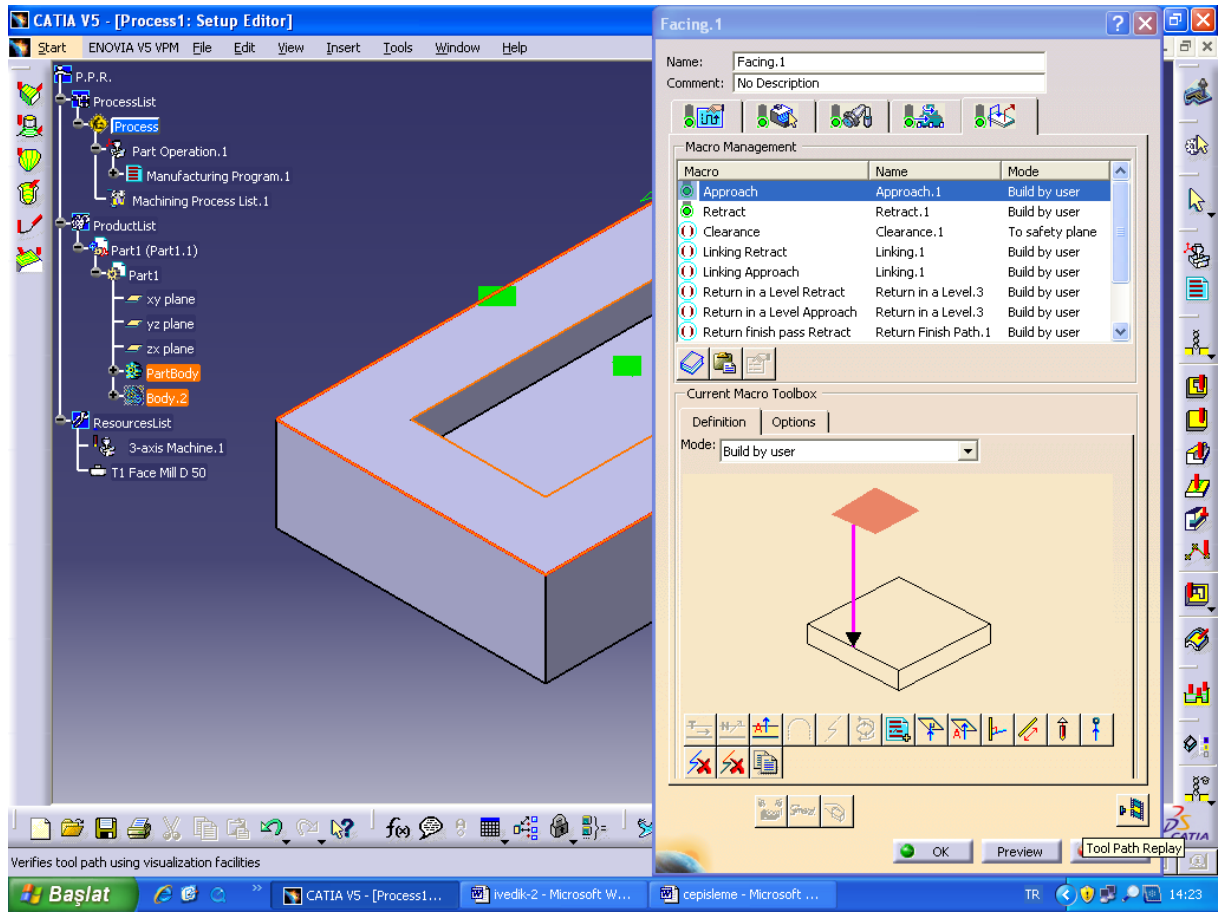 CATIA V5 - [Process1: Setup Editor]
Start ENOVIA V5 VPM File Edit View Insert Tools Window Help
P.P.R.
ProcessList
Process
Part Operation.1
Manufacturing Program.1
Machining Process List.1
ProductList
Part1 (Part1.1)
Part1
xy plane
yz plane
zx plane
PartBody
Body.2
ResourcesList
3-axis Machine.1
T1 Face Mill D 50
Facing.1
Name: Facing.1
Comment: No Description
Macro Management
Macro Name Mode
Approach Approach.1 Build by user
Retract Retract.1 Build by user
Clearance Clearance.1 To safety plane
Linking Retract Linking.1 Build by user
Linking Approach Linking.1 Build by user
Return in a Level Retract Return in a Level.3 Build by user
Return in a Level Approach Return in a Level.3 Build by user
Return finish pass Retract Return Finish Path.1 Build by user
Current Macro Toolbox
Definition Options
Mode: Build by user
OK Preview
Tool Path Replay
CATIA
Verifies tool path using visualization facilities
Başlat CATIA V5 - [Process1... ivedik-2 - Microsoft W... cepisleme - Microsoft ... TR 14:23